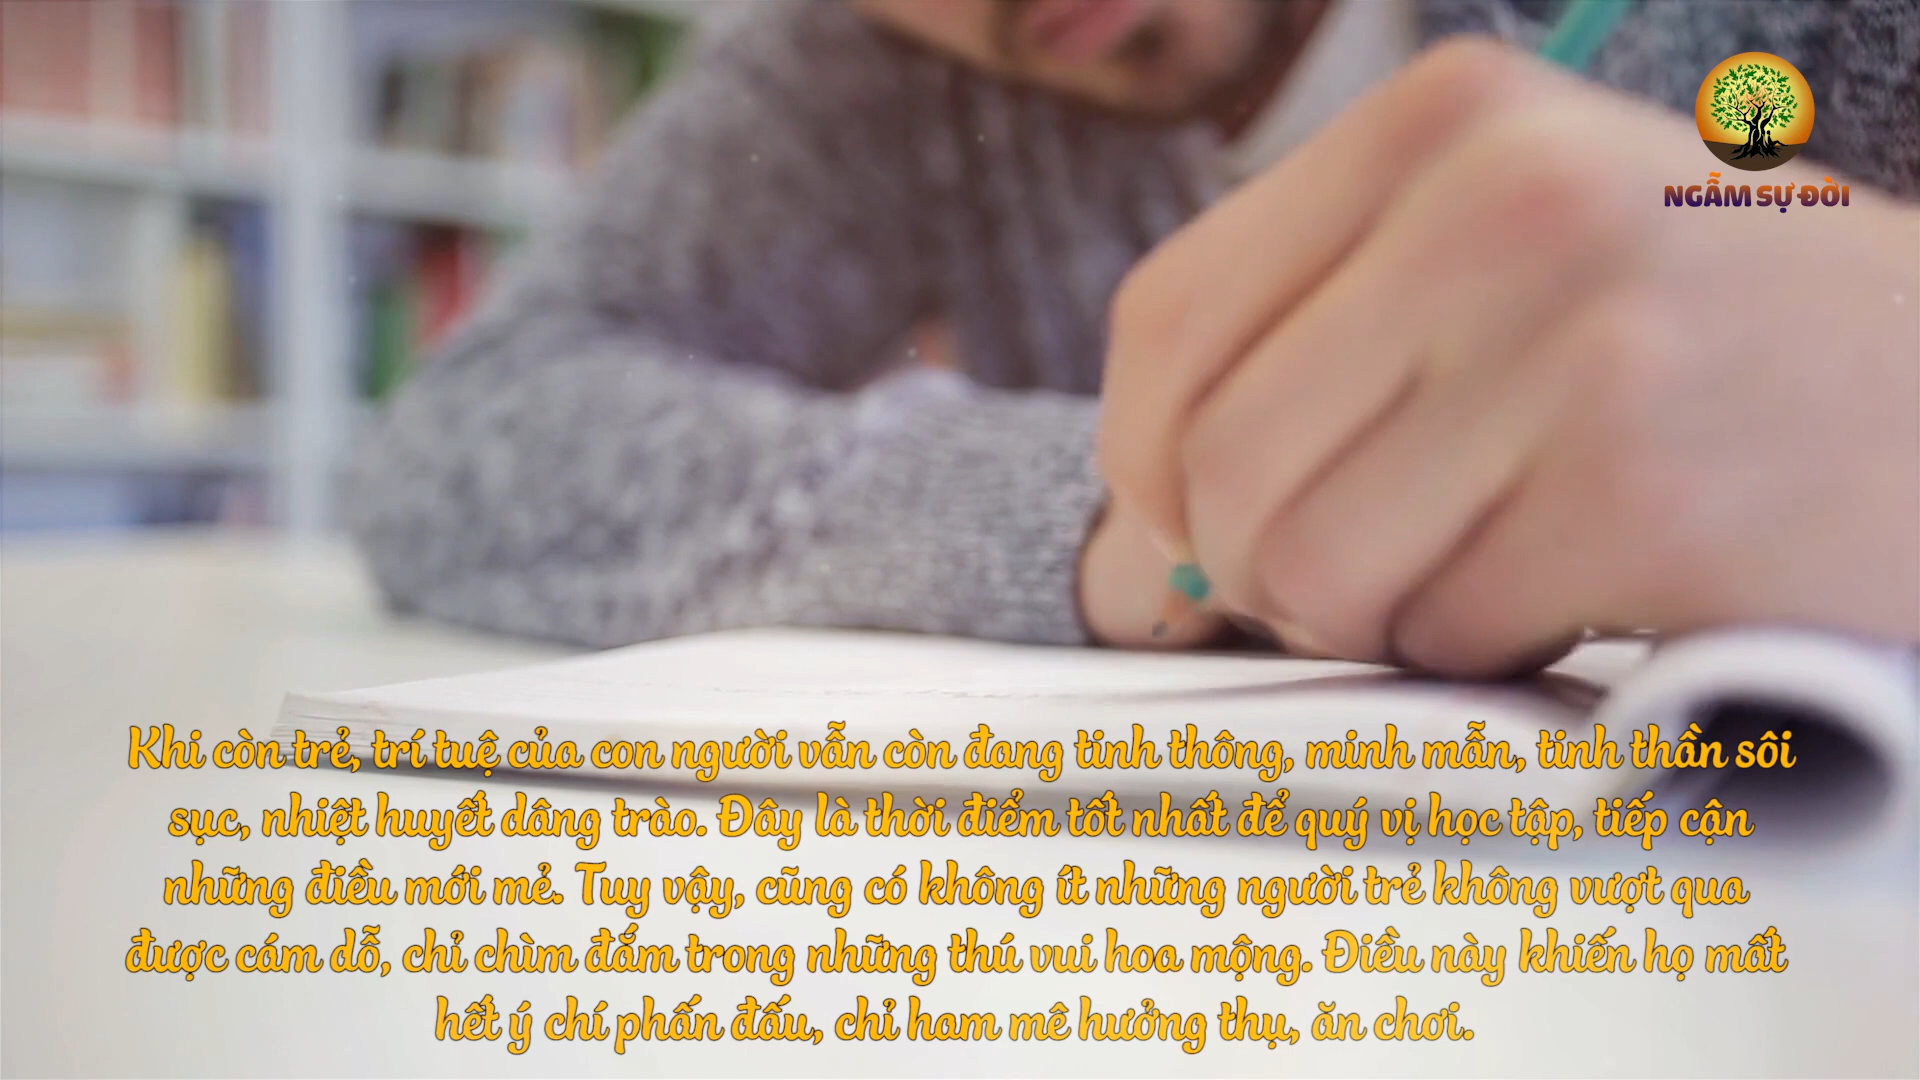 NGẪM SỰ ĐỜI
Khi còn trẻ, trí tuệ của con người vẫn còn đang tinh thông, minh mẫn, tinh thần sôi
sục, nhiệt huyết dâng trào. Đây là thời điểm tốt nhất để quý vị học tập, tiếp cận
những điều mới mẻ. Tuy vậy, cũng có không ít những người trẻ không vượt qua
được cám dỗ, chỉ chìm đắm trong những thú vui hoa mộng. Điều này khiến họ mất
hết ý chí phấn đấu, chỉ ham mê hưởng thụ, ăn chơi.